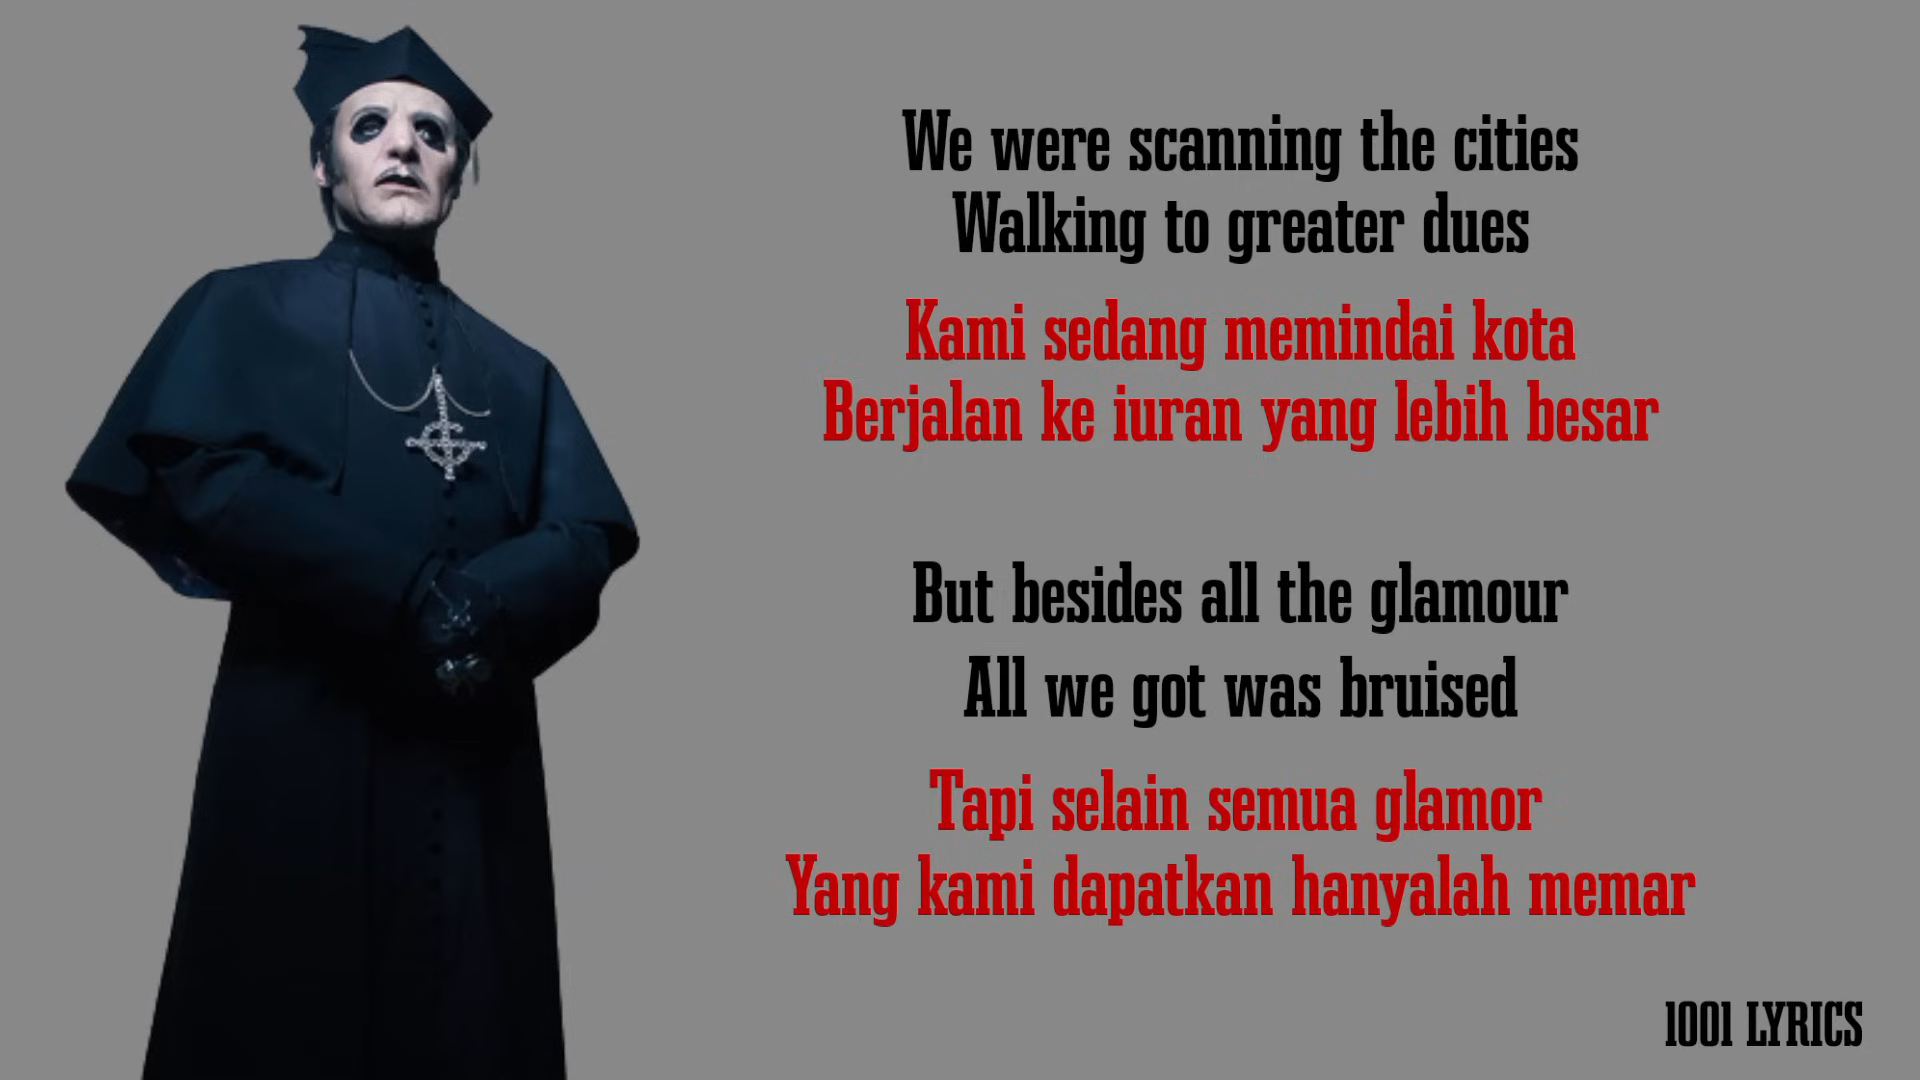 We were scanning the cities
Walking to greater dues
Kami sedang memindai kota
Berjalan ke iuran yang lebih besar
But besides all the glamour
All we got was bruised
Tapi selain semua glamor
Yang kami dapatkan hanyalah memar
1001 LYRICS